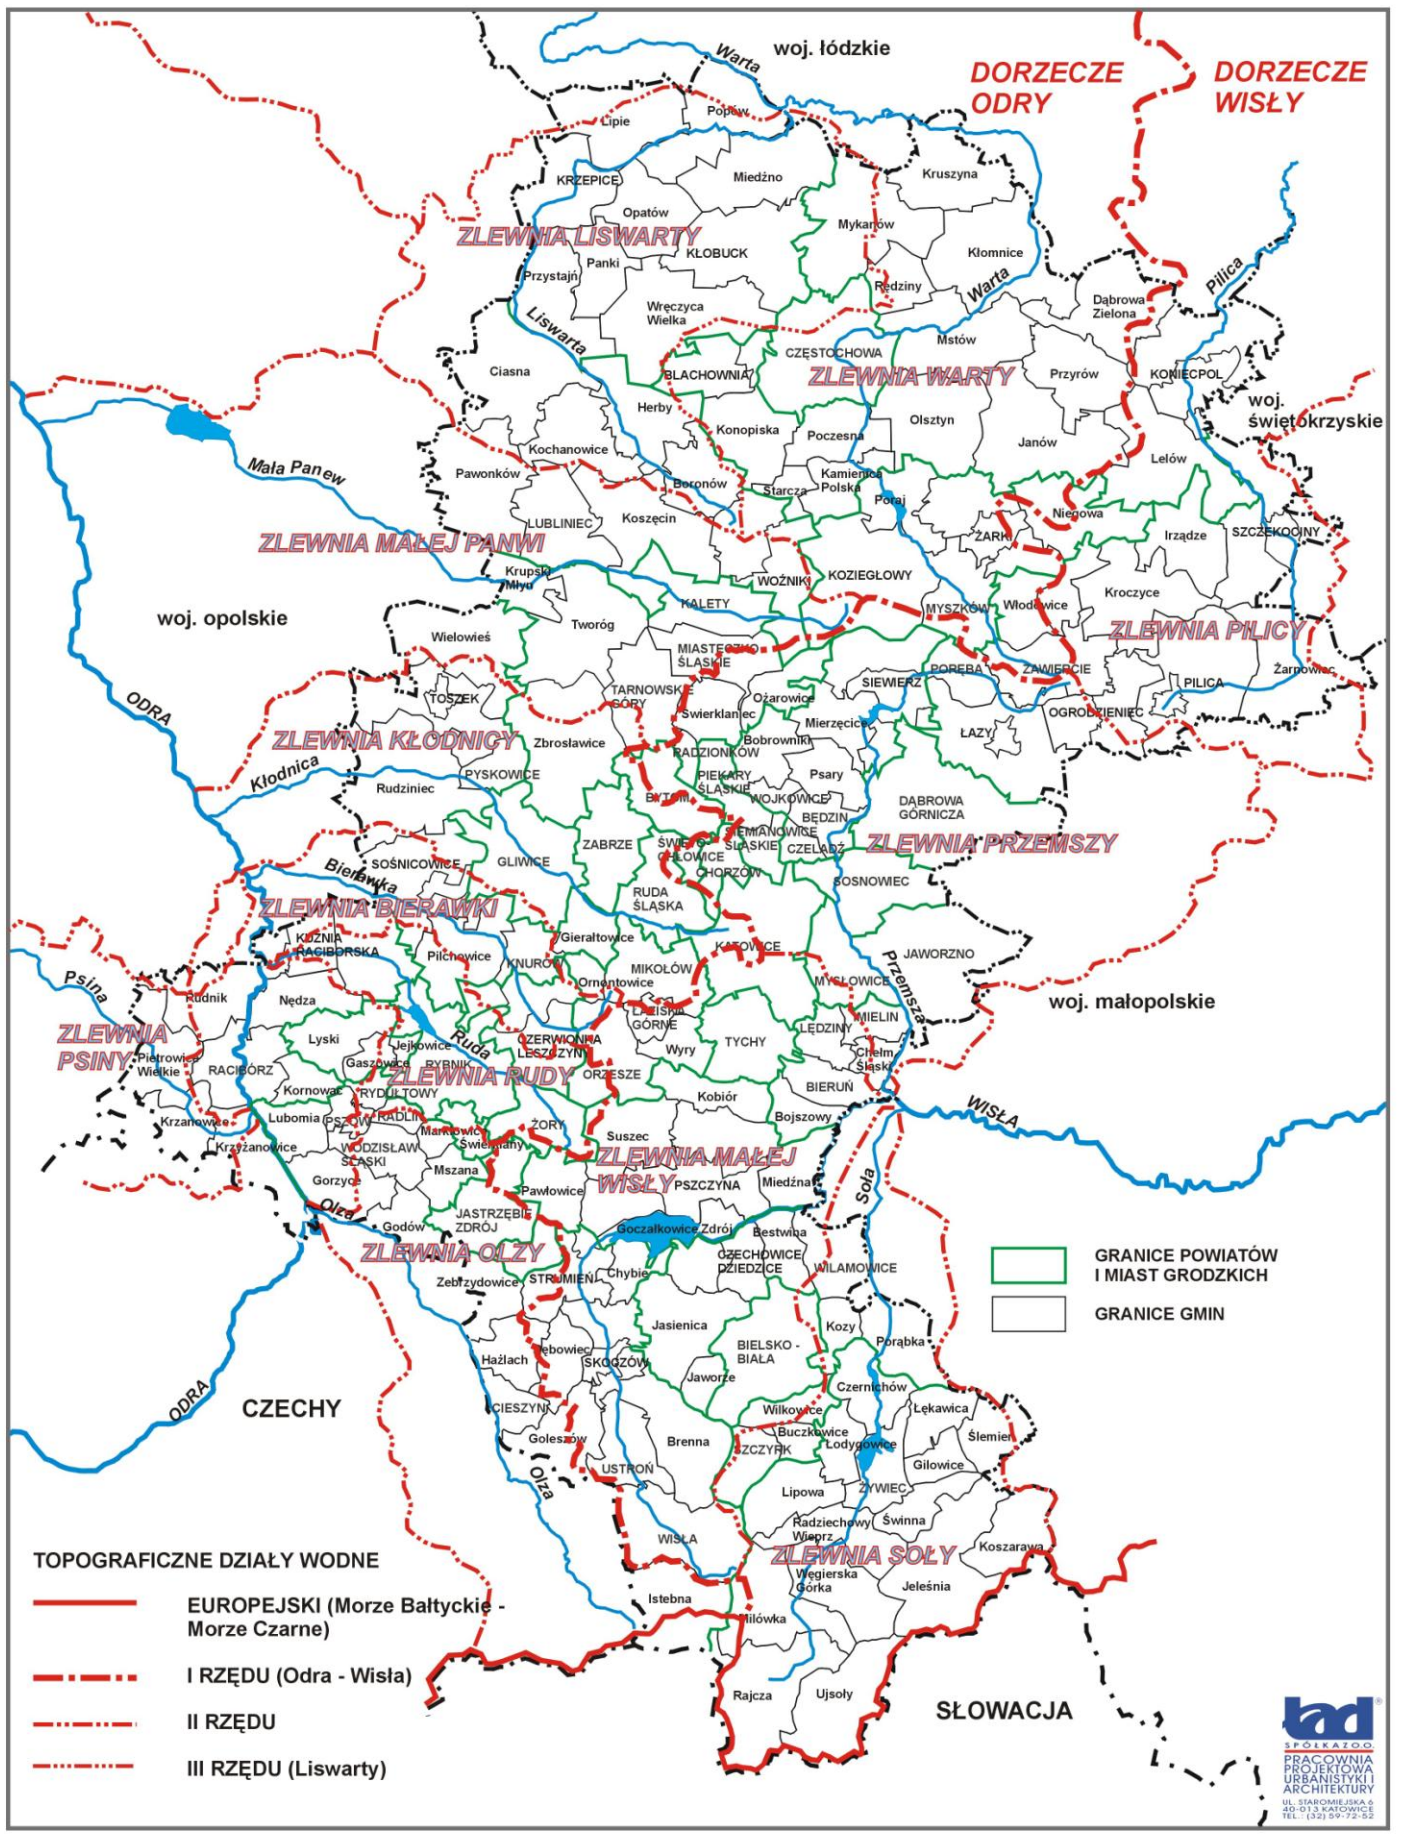 Warta
woj. łódzkie
DORZECZE
ODRY
DORZECZE
WISŁY
Lipie
Popów
KRZEPICE
Miedźno
Kruszyna
Opatów
Mykanów
ZLEWNIA LISWARTY
KŁOBUCK
Kłomnice
Panki
Przystajń
Rędziny
Warta
Pilica
Dąbrowa
Zielona
Wręczyca
Wielka
Liswarta
Mstów
CZĘSTOCHOWA
Ciasna
BLACHOWNIA
ZLEWNIA WARTY
Przyrów
KONIECPOL
woj.
świętokrzyskie
Herby
Olsztyn
Konopiska
Poczesna
Janów
Kochanowice
Lelów
Mała Panew
Pawonków
Kamienica
Polska
Boronów
Starcza
Poraj
Niegowa
LUBLINIEC
Koszęcin
ŻARKI
Irządze
SZCZEKOCINY
ZLEWNIA MAŁEJ PANWI
Krupski
Młyn
WOŹNIKI
KOZIEGŁOWY
Kroczyce
KALETY
MYSZKÓW
Włodowice
woj. opolskie
Tworóg
ZLEWNIA PILICY
Wielowieś
MIASTECZKO
ŚLĄSKIE
PORĘBA
ZAWIERCIE
Żarnowiec
SIEWIERZ
PILICA
TOSZEK
TARNOWSKIE
GÓRY
Ożarowice
ODRA
Świerklaniec
Mierzęcice
OGRODZIENIEC
ŁAZY
ZLEWNIA KŁODNICY
Zbrosławice
Bobrowniki
RADZIONKÓW
Kłodnica
PYSKOWICE
PIEKARY
ŚLĄSKIE
Psary
Rudziniec
BYTOM
WOJKOWICE
DĄBROWA
GÓRNICZA
BĘDZIN
SIEMIANOWICE
ŚLĄSKIE
ZABRZE
ŚWIĘTO-
CHŁOWICE
CZELADŹ
ZLEWNIA PRZEMSZY
SOŚNICOWICE
GLIWICE
CHORZÓW
Bierawka
SOSNOWIEC
RUDA
ŚLĄSKA
ZLEWNIA BIERAWKI
KUŹNIA
RACIBORSKA
Gierałtowice
KATOWICE
JAWORZNO
Pilchowice
KNURÓW
MIKOŁÓW
Przemsza
Psina
Ornontowice
MYSŁOWICE
Rudnik
Nędza
woj. małopolskie
ŁAZISKA
GÓRNE
IMIELIN
LĘDZINY
ZLEWNIA
PSINY
Lyski
Ruda
CZERWIONKA
LESZCZYNY
TYCHY
Jejkowice
Wyry
Chełm
Śląski
Pietrowice
Wielkie
Gaszowice
RYBNIK
RACIBÓRZ
ZLEWNIA RUDY
ORZESZE
BIERUŃ
Kornowac
RYDUŁTOWY
Kobiór
WISŁA
Lubomia
PSZÓW
RADLIN
Bojszowy
Krzanowice
ŻORY
Marklowice
Suszec
Świerklany
Krzyżanowice
WODZISŁAW
ŚLĄSKI
ZLEWNIA MAŁEJ
WISŁY
Mszana
Gorzyce
Pawłowice
PSZCZYNA
Miedźna
Soła
Olza
Godów
JASTRZĘBIE
ZDRÓJ
Goczałkowice Zdrój
Bestwina
ZLEWNIA OLZY
CZECHOWICE
DZIEDZICE
WILAMOWICE
GRANICE POWIATÓW
I MIAST GRODZKICH
Zebrzydowice
STRUMIEŃ
Chybie
GRANICE GMIN
Jasienica
Kozy
Porąbka
BIELSKO -
BIAŁA
Hażlach
Dębowiec
SKOCZÓW
Jaworze
Czernichów
ODRA
CZECHY
CIESZYN
Wilkowice
Łękawica
Buczkowice
Goleszów
Brenna
SZCZYRK
Łodygowice
Ślemień
Gilowice
USTROŃ
Olza
Lipowa
ŻYWIEC
Radziechowy
Wieprz
Świnna
WISŁA
Koszarawa
ZLEWNIA SOŁY
TOPOGRAFICZNE DZIAŁY WODNE
Węgierska
Górka
Jeleśnia
Istebna
EUROPEJSKI (Morze Bałtyckie -
Morze Czarne)
Milówka
I RZĘDU (Odra - Wisła)
Rajcza
Ujsoły
SŁOWACJA
II RZĘDU
III RZĘDU (Liswarty)
tad
®
SPÓŁKA Z O.O.
PRACOWNIA
PROJEKTOWA
URBANISTYKI I
ARCHITEKTURY
UL. STAROMIEJSKA 6
40-013 KATOWICE
TEL.: (32) 59-72-52